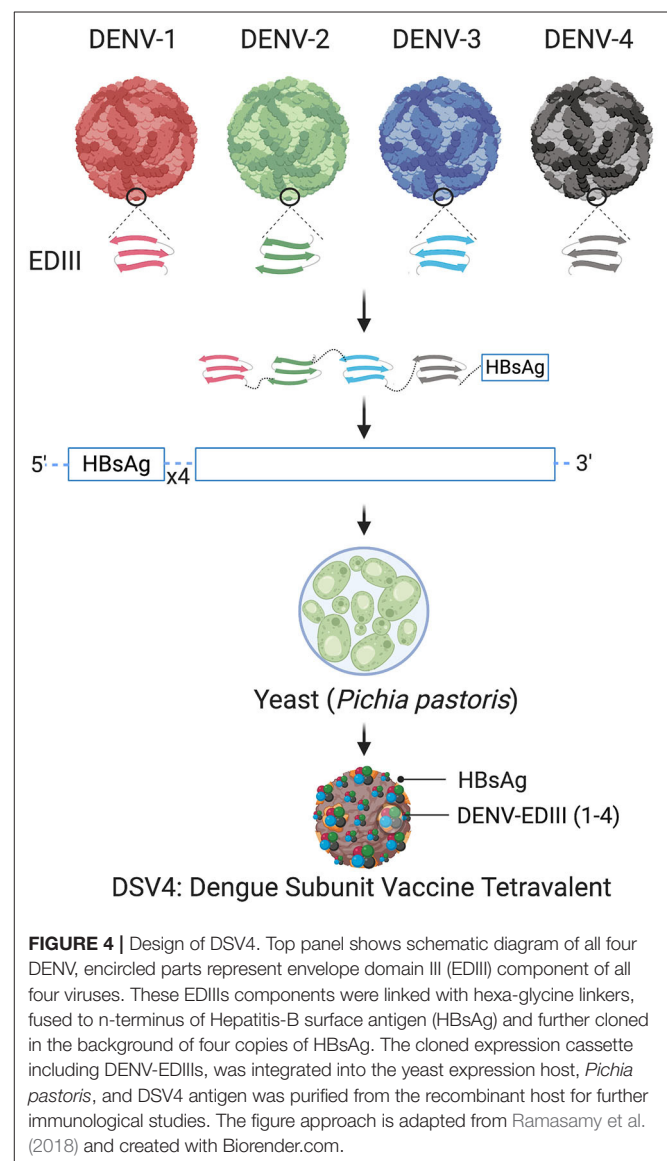 DENV-1 DENV-2 DENV-3 DENV-4
EDIII
HBsAg
5' HBsAg x4 3'
Yeast (Pichia pastoris)
HBsAg
DENV-EDIII (1-4)
DSV4: Dengue Subunit Vaccine Tetravalent
FIGURE 4 | Design of DSV4. Top panel shows schematic diagram of all four
DENV, encircled parts represent envelope domain III (EDIII) component of all
four viruses. These EDIIIs components were linked with hexa-glycine linkers,
fused to n-terminus of Hepatitis-B surface antigen (HBsAg) and further cloned
in the background of four copies of HBsAg. The cloned expression cassette
including DENV-EDIIIs, was integrated into the yeast expression host, Pichia
pastoris, and DSV4 antigen was purified from the recombinant host for further
immunological studies. The figure approach is adapted from Ramasamy et al.
(2018) and created with Biorender.com.